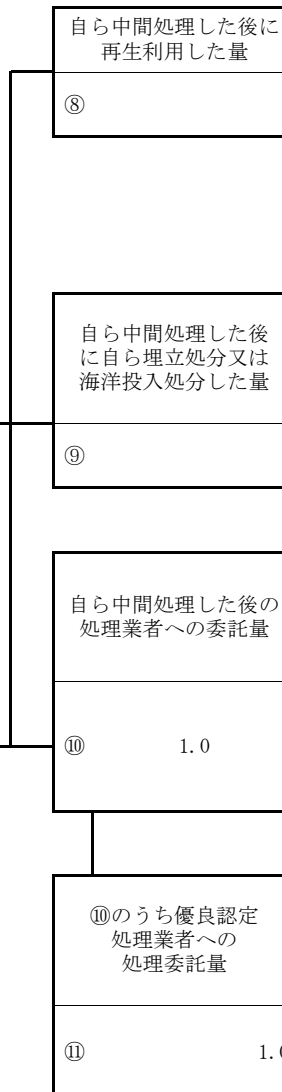 自ら中間処理した後に
再生利用した量
⑧
自ら中間処理した後
に自ら埋立処分又は
海洋投入処分した量
⑨
自ら中間処理した後の
処理業者への委託量
⑩ 1.0
⑩のうち優良認定
処理業者への
処理委託量
⑪ 1.0